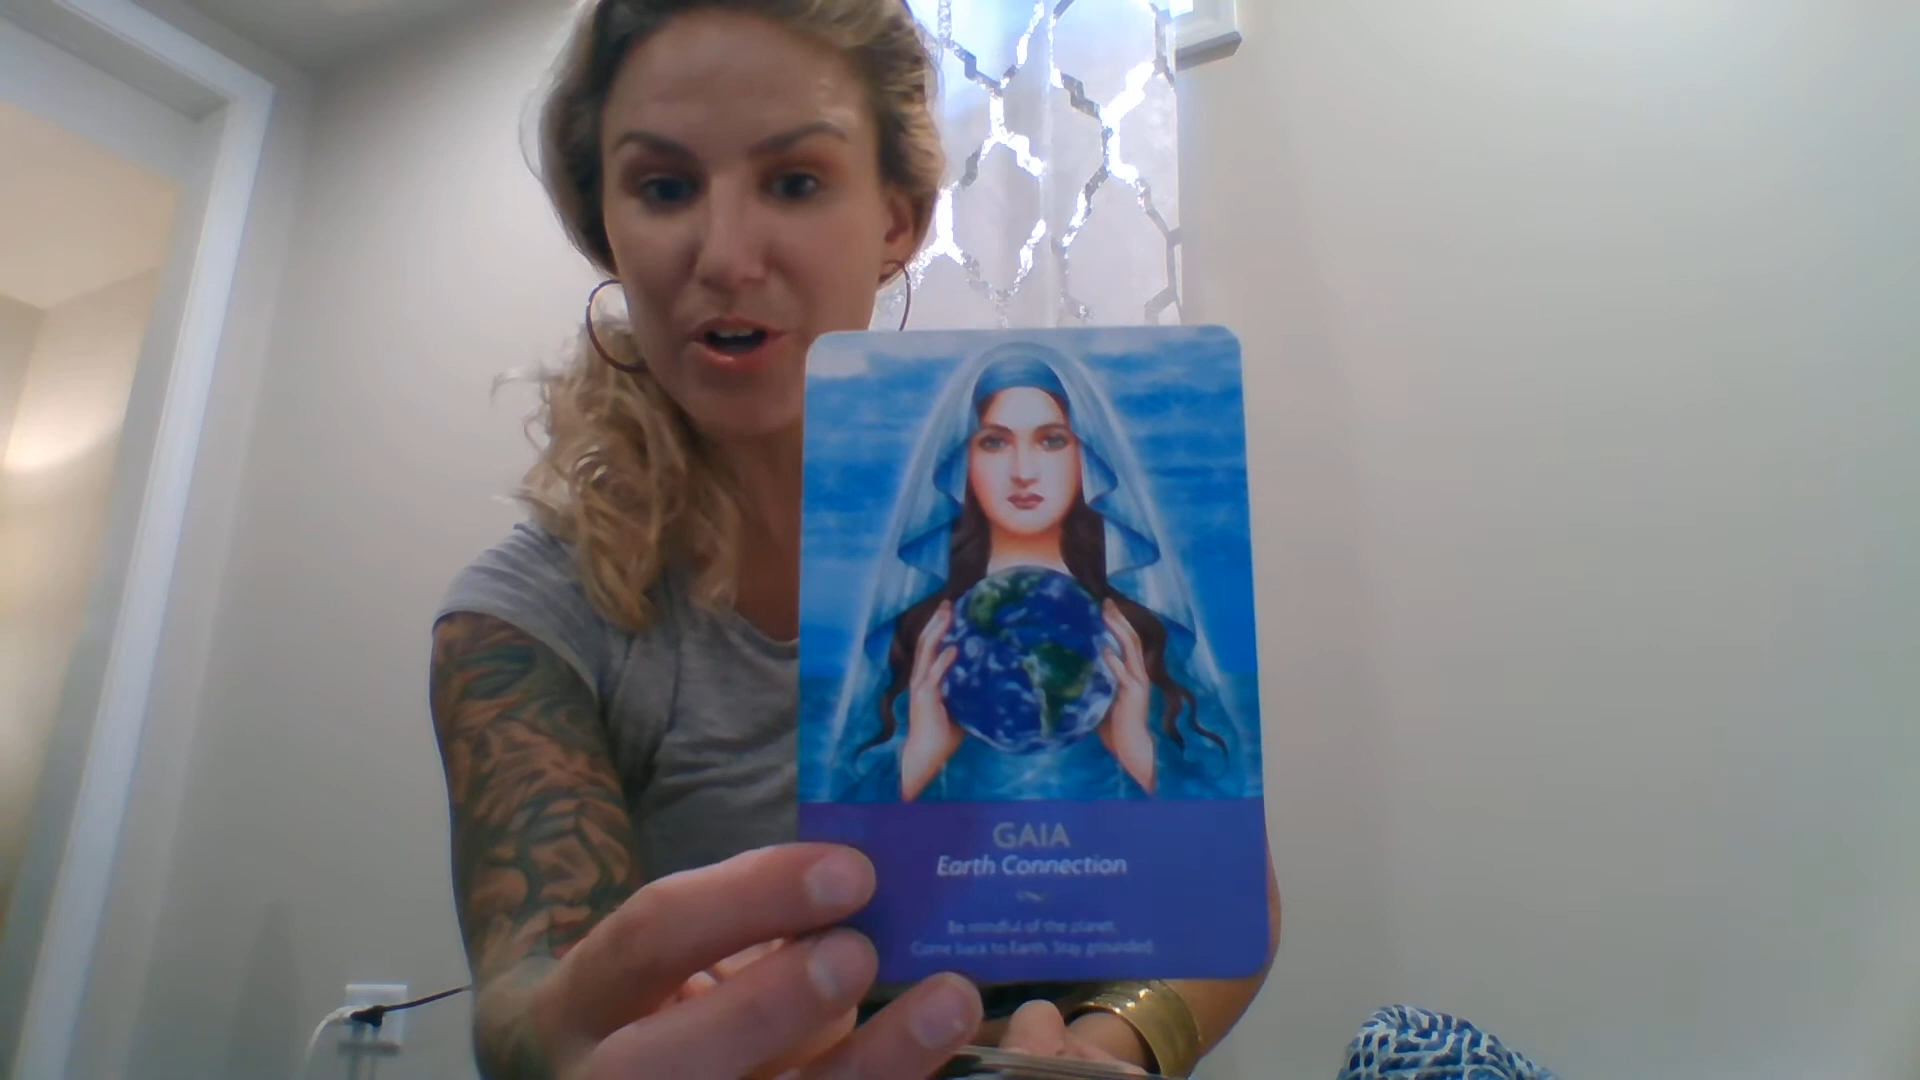 GAIA
Earth Connection
Be mindful of the planet.
Come back to Earth. Stay grounded.